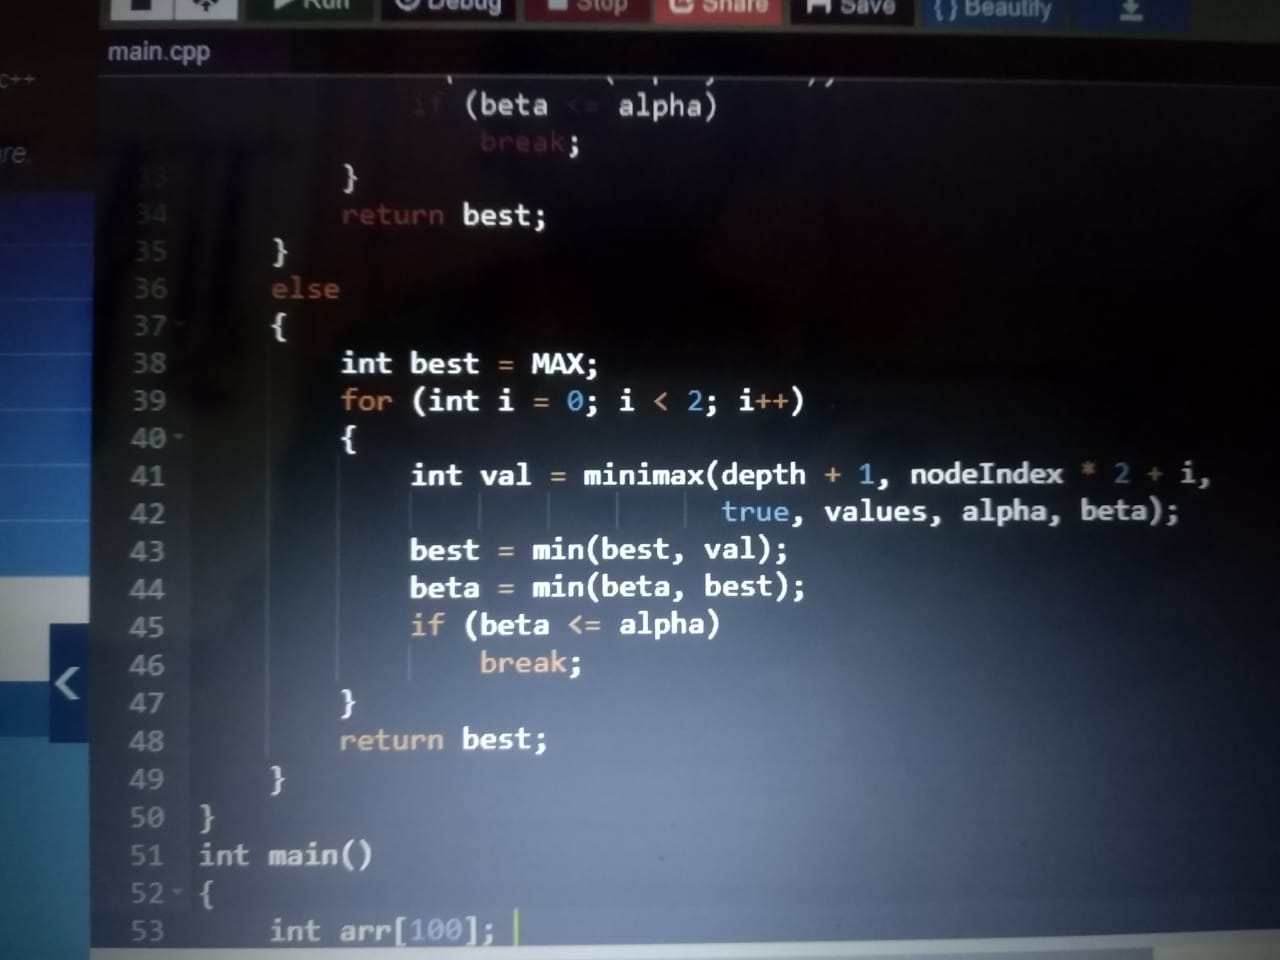 Run Debug Stop Share Save {} Beautify
main.cpp
c++
re.
if (beta <= alpha)
break;
33 }
34 return best;
35 }
36 else
37 {
38 int best = MAX;
39 for (int i = 0; i < 2; i++)
40 {
41 int val = minimax(depth + 1, nodeIndex * 2 + i,
42 true, values, alpha, beta);
43 best = min(best, val);
44 beta = min(beta, best);
45 if (beta <= alpha)
46 break;
47 }
48 return best;
49 }
50 }
51 int main()
52 {
53 int arr[100];